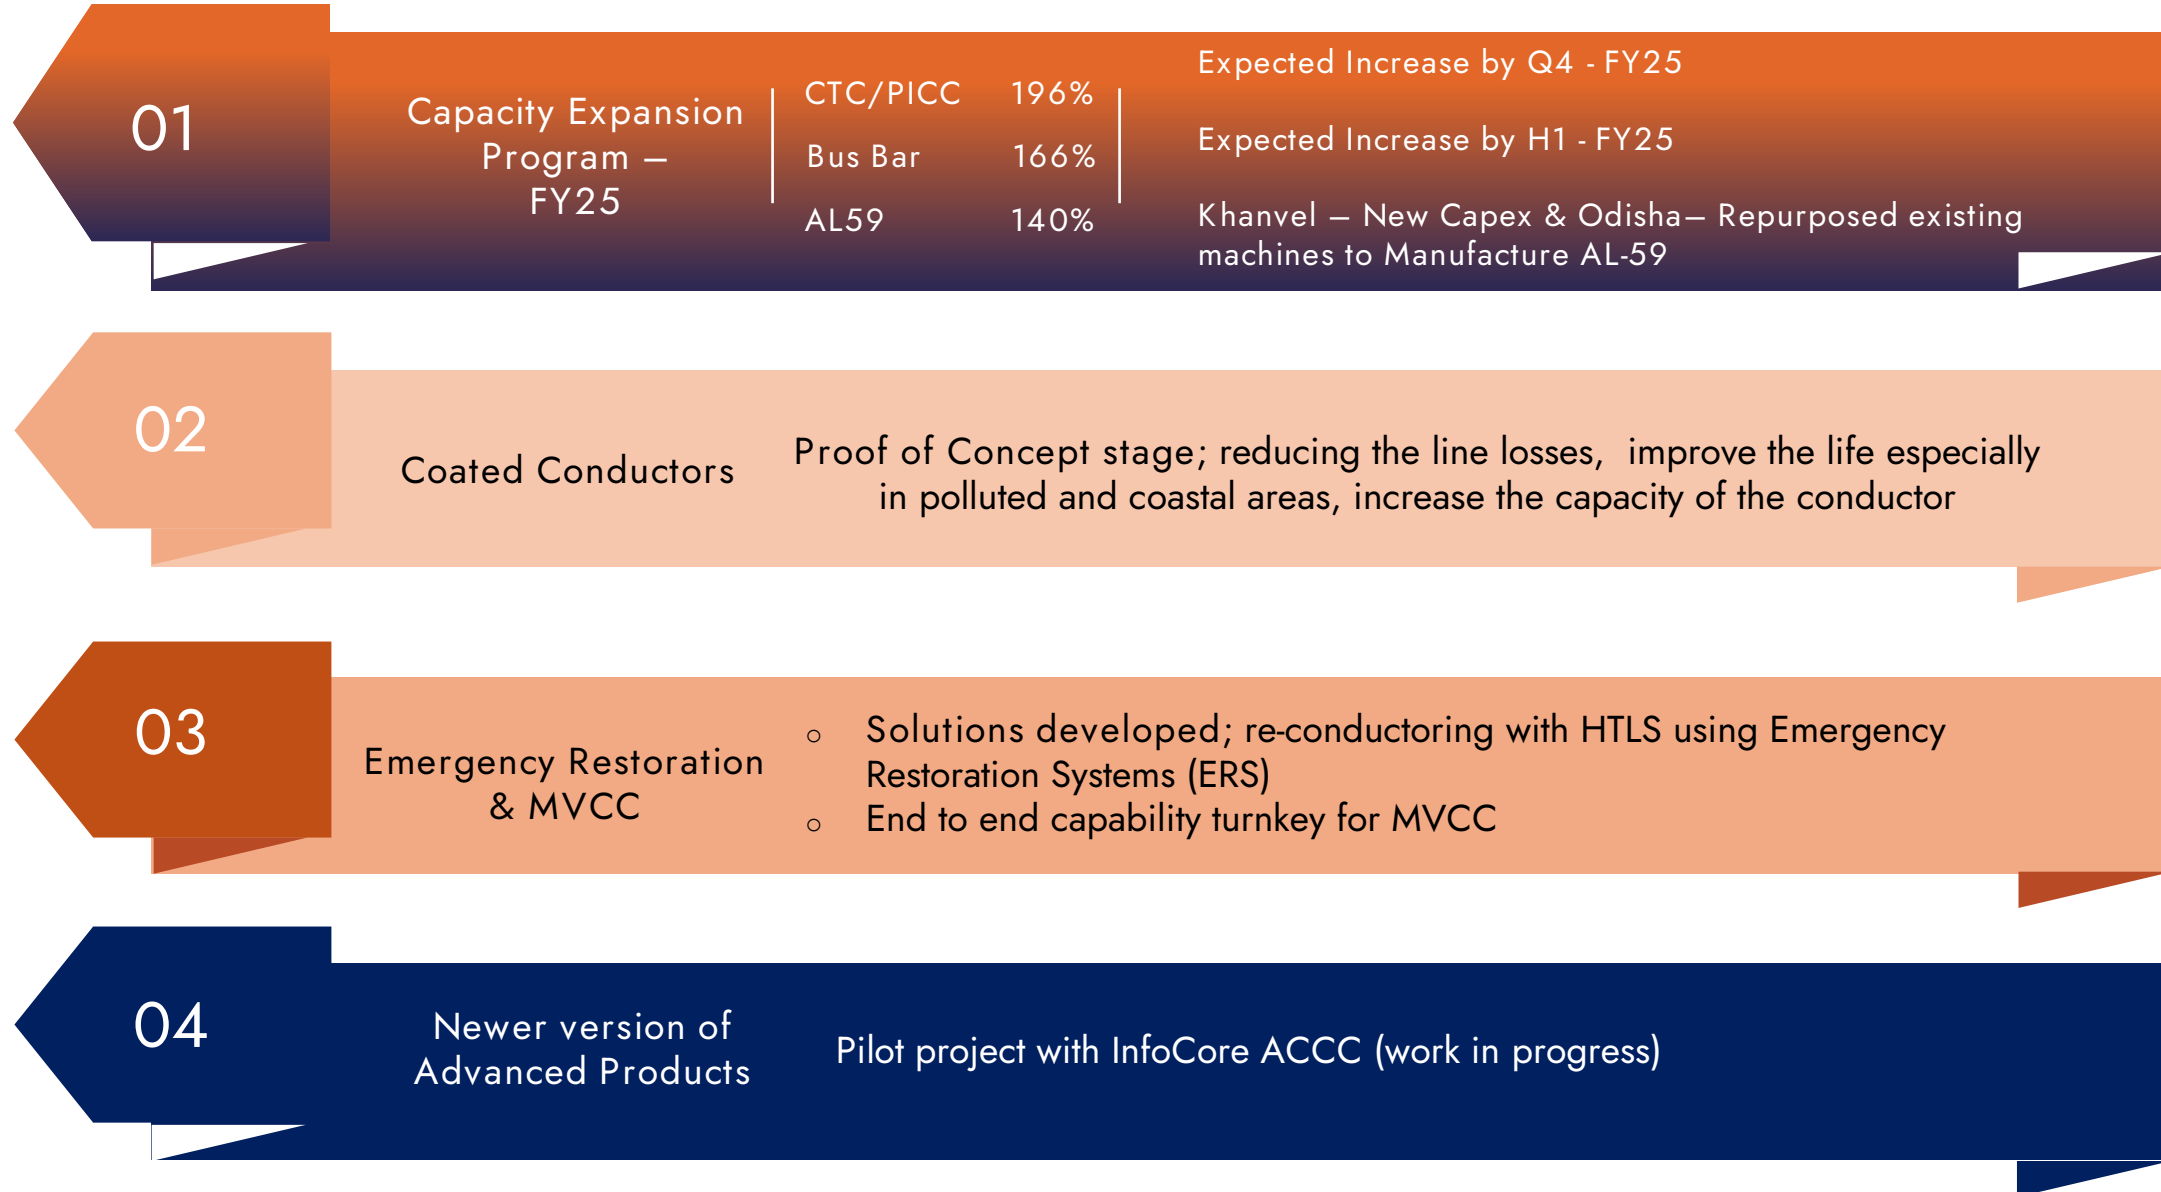 01
Capacity Expansion
Program –
FY25
CTC/PICC 196%
Bus Bar 166%
AL59 140%
Expected Increase by Q4 - FY25
Expected Increase by H1 - FY25
Khanvel – New Capex & Odisha– Repurposed existing
machines to Manufacture AL-59
02
Coated Conductors
Proof of Concept stage; reducing the line losses, improve the life especially
in polluted and coastal areas, increase the capacity of the conductor
03
Emergency Restoration
& MVCC
o Solutions developed; re-conductoring with HTLS using Emergency
Restoration Systems (ERS)
o End to end capability turnkey for MVCC
04
Newer version of
Advanced Products
Pilot project with InfoCore ACCC (work in progress)